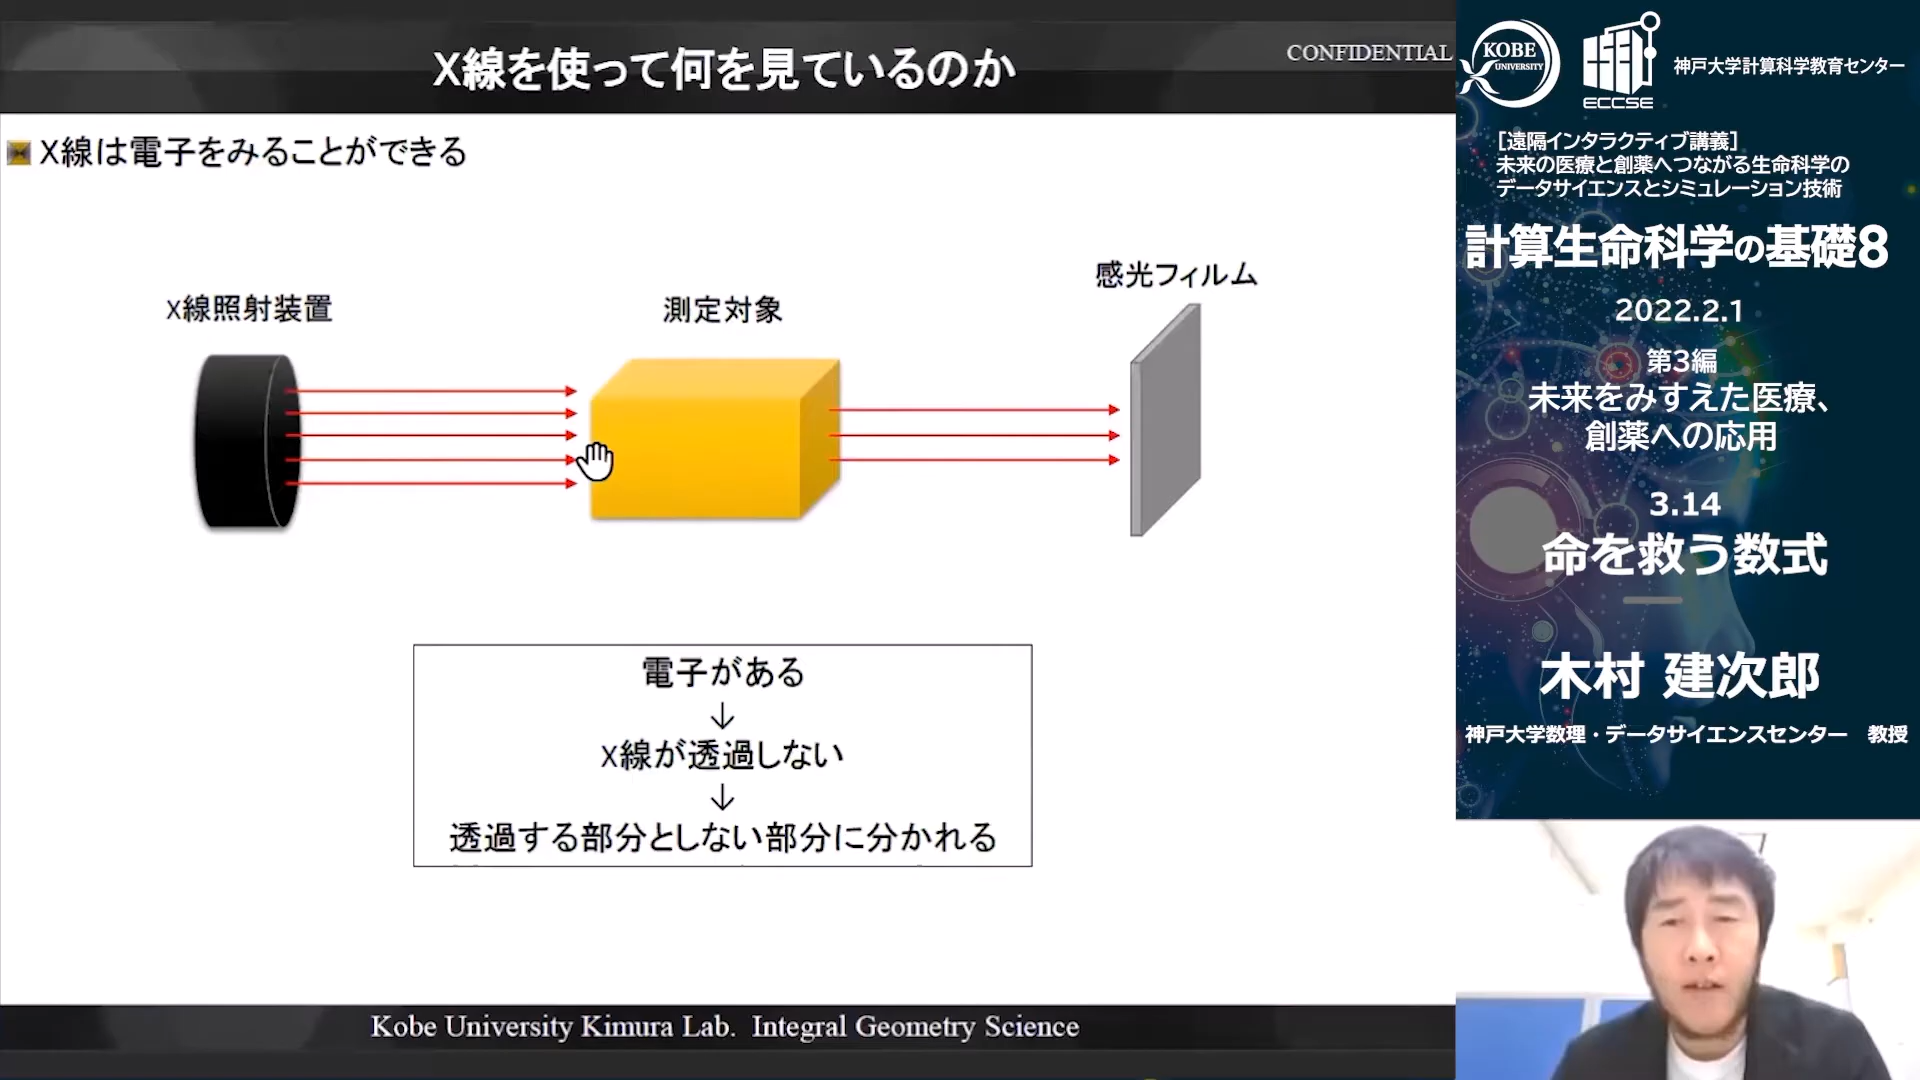 X線を使って何を見ているのか
CONFIDENTIAL
X線は電子をみることができる
X線照射装置
測定対象
感光フィルム
電子がある
↓
X線が透過しない
↓
透過する部分としない部分に分かれる
Kobe University Kimura Lab. Integral Geometry Science
KOBE
UNIVERSITY
ECCSE
神戸大学計算科学教育センター
[遠隔インタラクティブ講義]
未来の医療と創薬へつながる生命科学の
データサイエンスとシミュレーション技術
計算生命科学の基礎8
2022.2.1
第3編
未来をみすえた医療、
創薬への応用
3.14
命を救う数式
木村 建次郎
神戸大学数理・データサイエンスセンター 教授